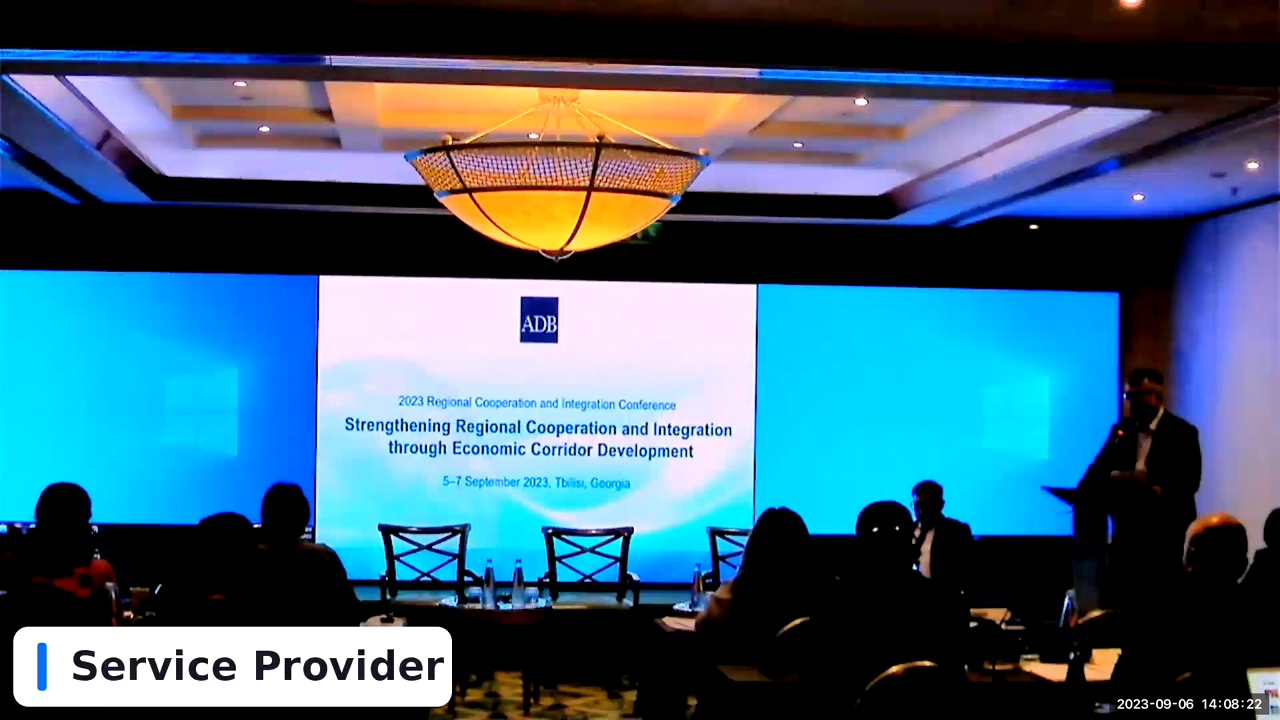 ADB
2023 Regional Cooperation and Integration Conference
Strengthening Regional Cooperation and Integration
through Economic Corridor Development
5–7 September 2023, Tbilisi, Georgia
Service Provider
2023-09-06 14:08:22